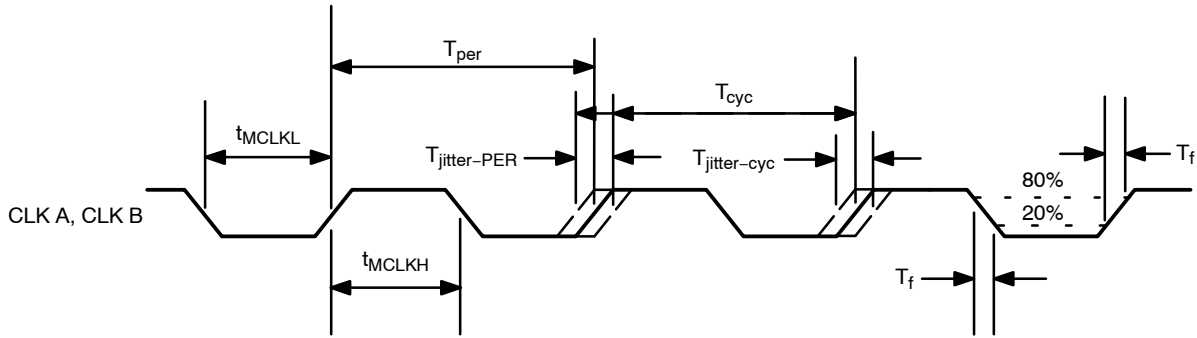 T_per
T_cyc
t_MCLKL
T_jitter−PER
T_jitter−cyc
T_f
80%
CLK A, CLK B
20%
t_MCLKH
T_f